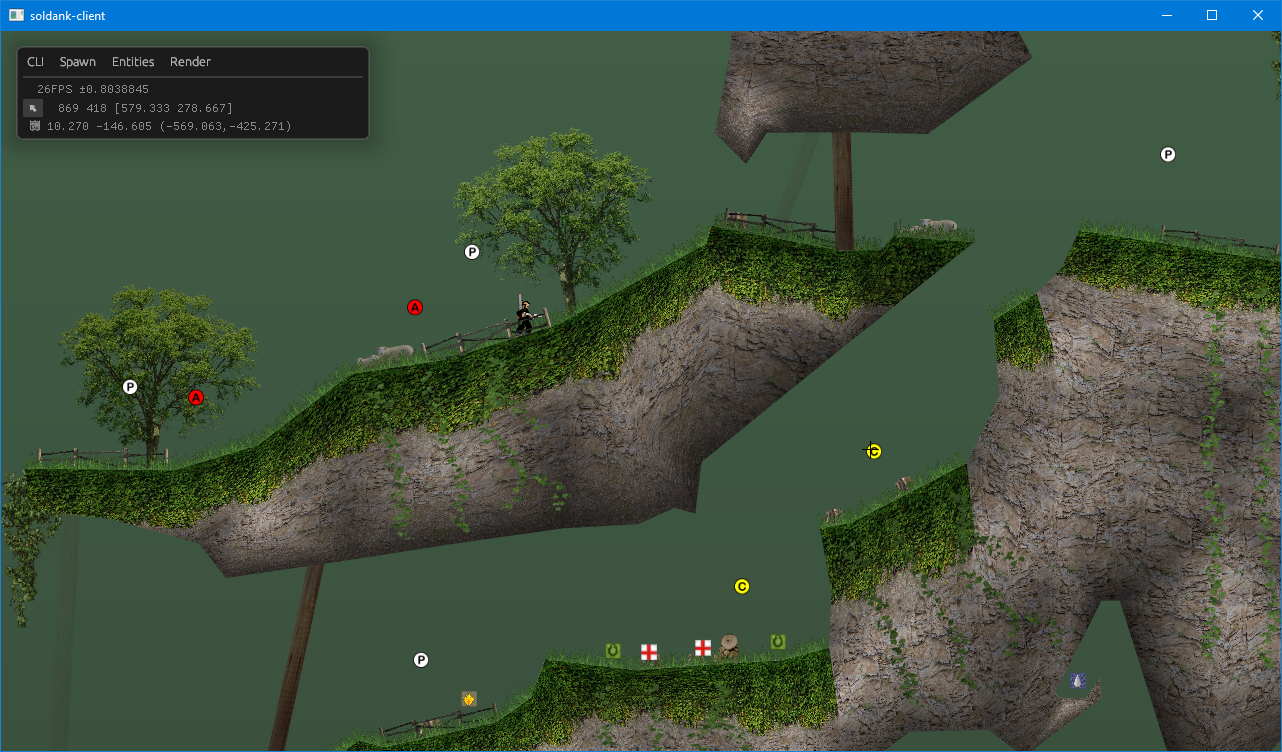 soldank-client
CLI Spawn Entities Render
26FPS ±0.8038845
869 418 [579.333 278.667]
10.270 -146.605 (-569.063,-425.271)
P
P
A
P
A
C
C
P